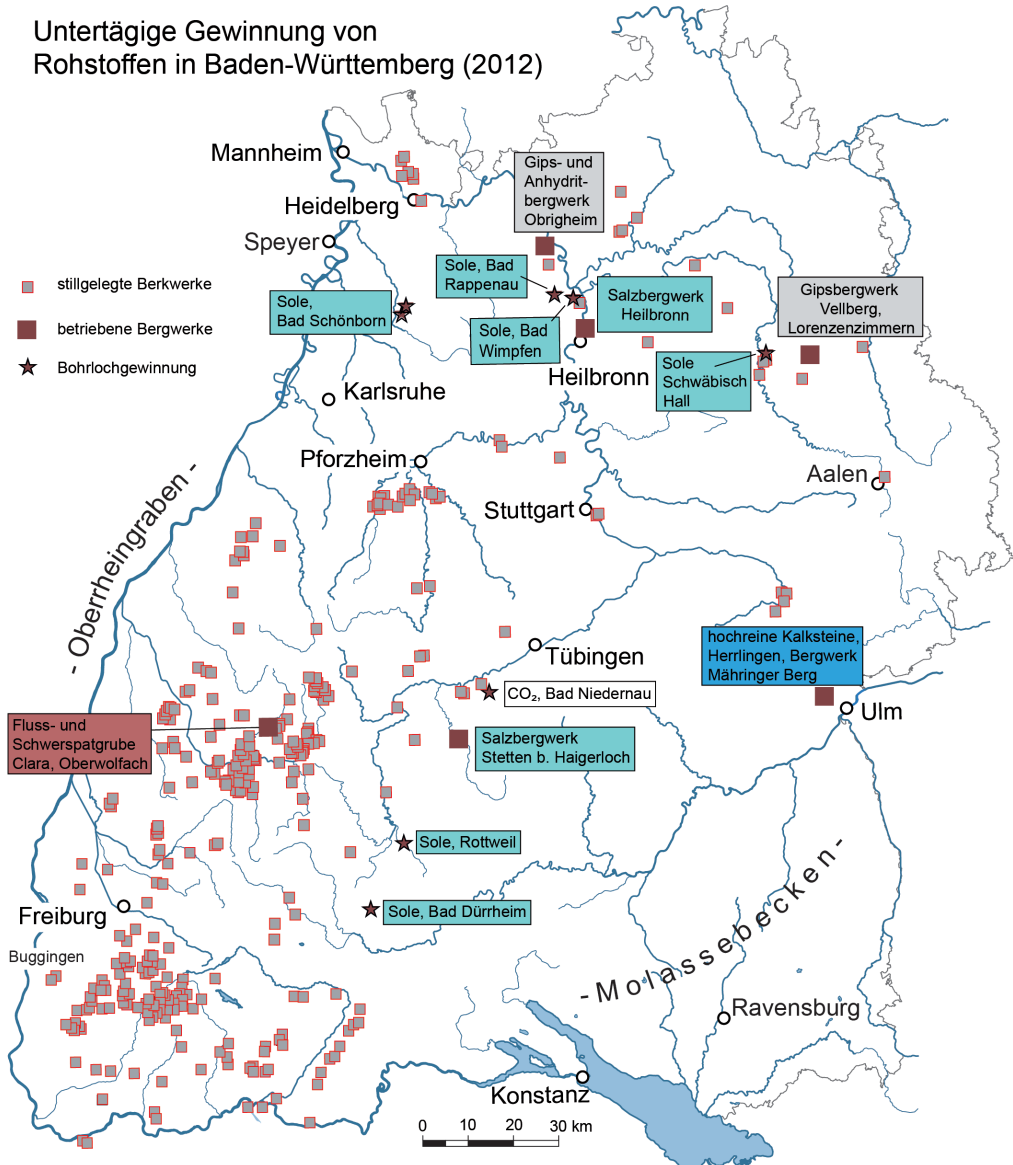 Untertägige Gewinnung von
Rohstoffen in Baden-Württemberg (2012)
Mannheim
Heidelberg
Speyer
Gips- und
Anhydrit-
bergwerk
Obrigheim
stillgelegte Berkwerke
betriebene Bergwerke
Bohrlochgewinnung
Sole,
Bad Schönborn
Sole, Bad
Rappenau
Sole, Bad
Wimpfen
Salzbergwerk
Heilbronn
Gipsbergwerk
Vellberg,
Lorenzenzimmern
Heilbronn
Sole
Schwäbisch
Hall
Karlsruhe
Pforzheim
Stuttgart
Aalen
- Oberrheingraben -
Tübingen
hochreine Kalksteine,
Herrlingen, Bergwerk
Mähringer Berg
CO₂, Bad Niedernau
Ulm
Fluss- und
Schwerspatgrube
Clara, Oberwolfach
Salzbergwerk
Stetten b. Haigerloch
Sole, Rottweil
Sole, Bad Dürrheim
Freiburg
Buggingen
- Molassebecken -
Ravensburg
Konstanz
0 10 20 30 km